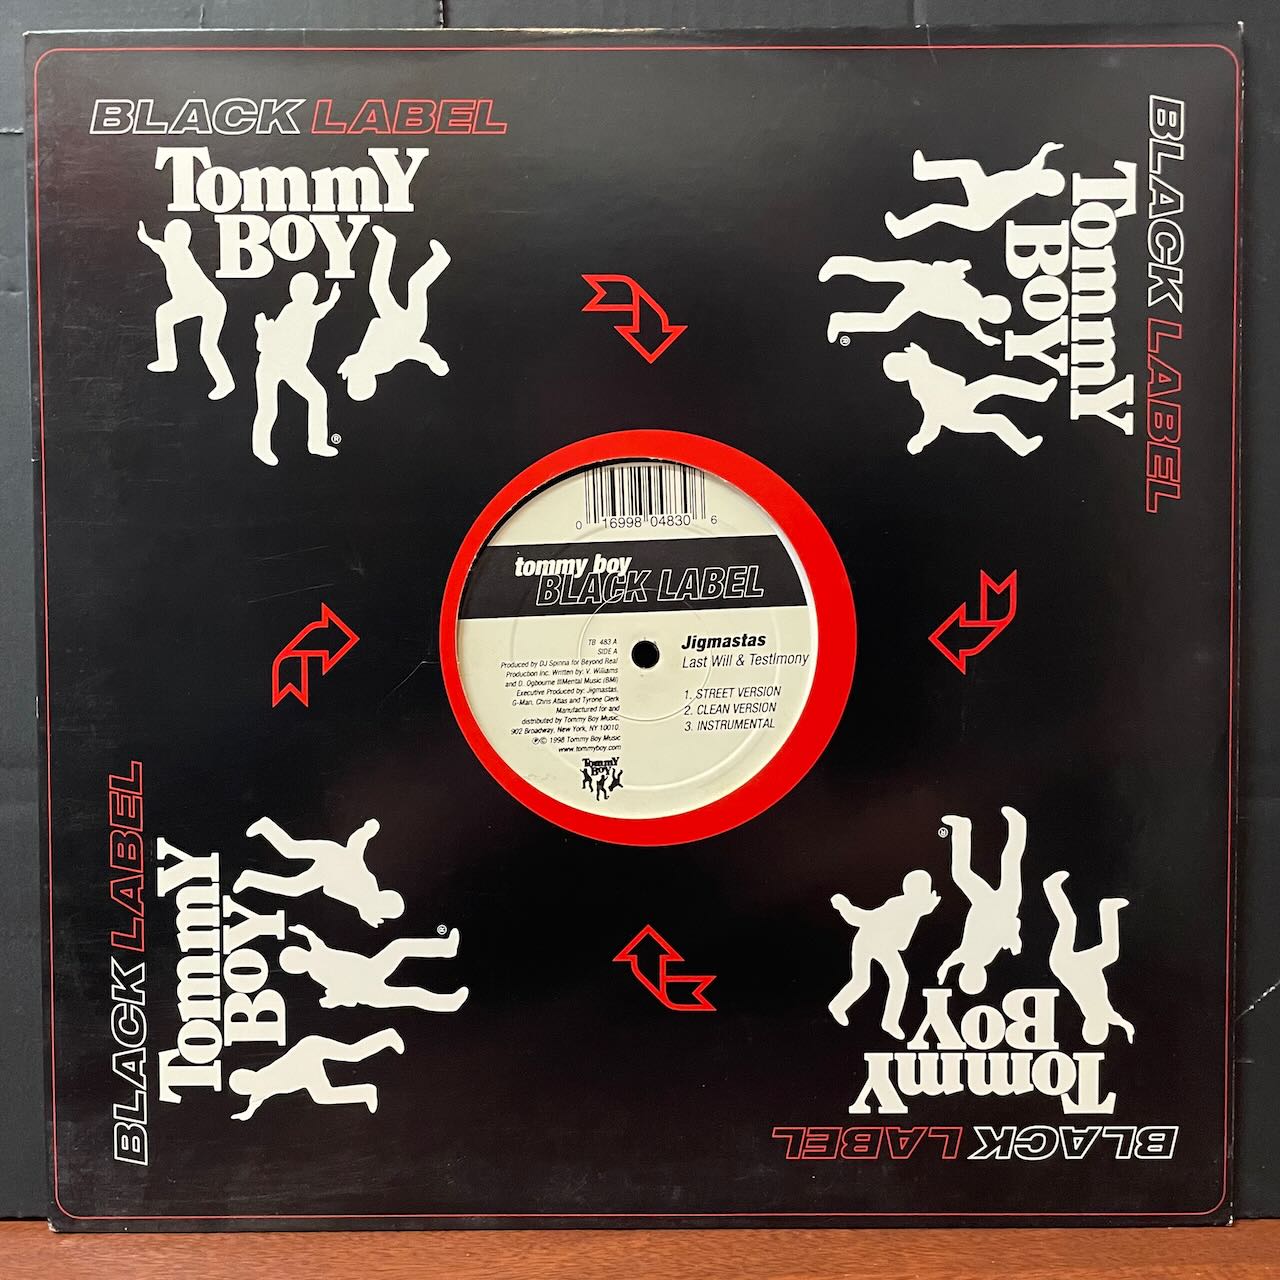 BLACK LABEL
TommY
BoY
®
BLACK LABEL
TommY
BoY
®
0 16998 04830 6
tommy boy
BLACK LABEL
TB 483 A
SIDE A
Produced by DJ Spinna for Beyond Real
Production Inc. Written by: V. Williams
and D. Ogbourne IllMental Music (BMI)
Executive Produced by: Jigmastas,
G-Man, Chris Atlas and Tyrone Clerk
Manufactured for and
distributed by Tommy Boy Music,
902 Broadway, New York, NY 10010
℗© 1998 Tommy Boy Music
www.tommyboy.com
TommY
BoY
Jigmastas
Last Will & TestImony
1. STREET VERSION
2. CLEAN VERSION
3. INSTRUMENTAL
BLACK LABEL
TommY
BoY
®
BLACK LABEL
TommY
BoY
®